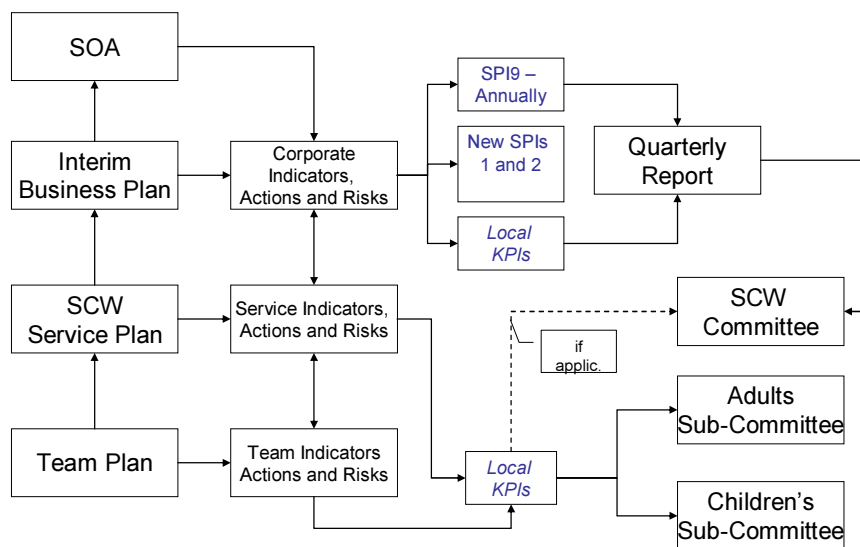 SOA
SPI9 –
Annually
Interim
Business Plan
Corporate
Indicators,
Actions and Risks
New SPIs
1 and 2
Quarterly
Report
Local
KPIs
SCW
Service Plan
Service Indicators,
Actions and Risks
SCW
Committee
if
applic.
Adults
Sub-Committee
Team Plan
Team Indicators
Actions and Risks
Local
KPIs
Children's
Sub-Committee